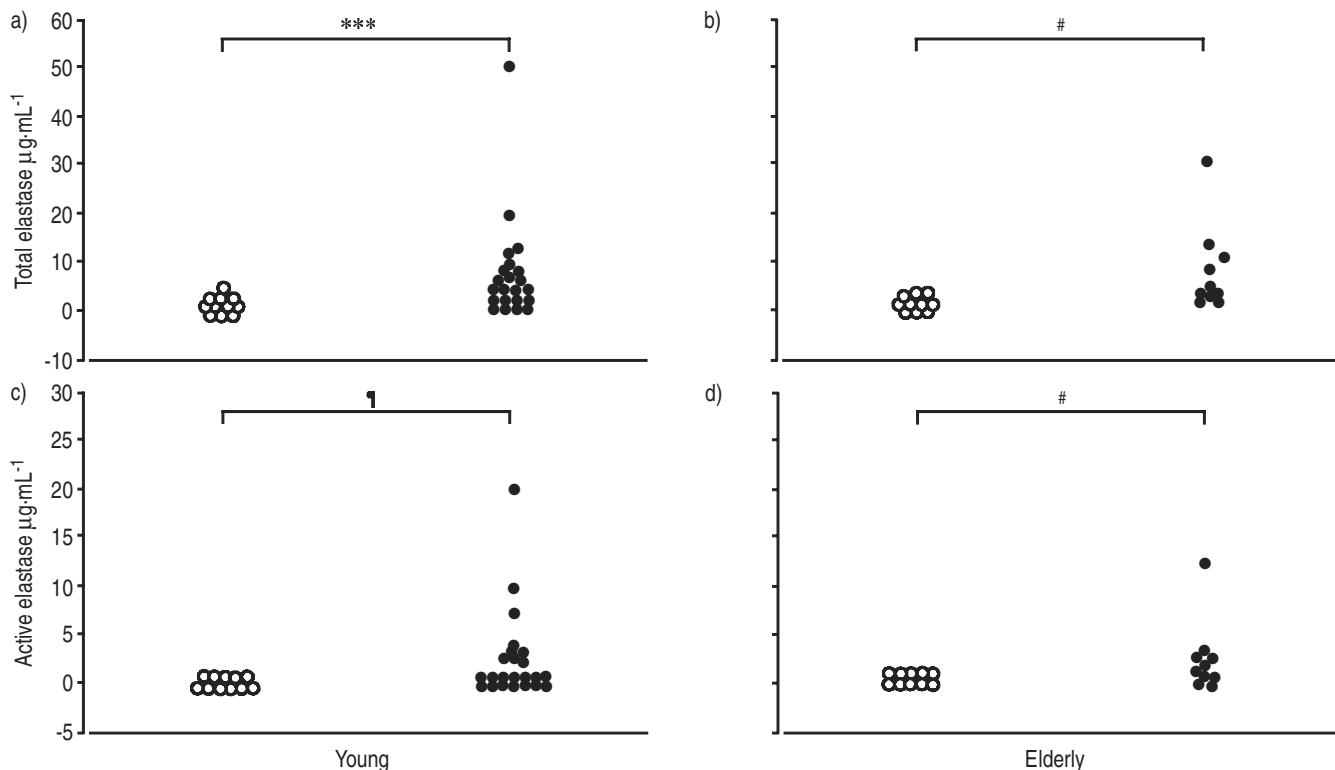 a)
60
50
40
30
20
10
0
-10
Total elastase µg·mL⁻¹
***
b)
#
c)
30
25
20
15
10
5
0
-5
Active elastase µg·mL⁻¹
¶
Young
d)
#
Elderly